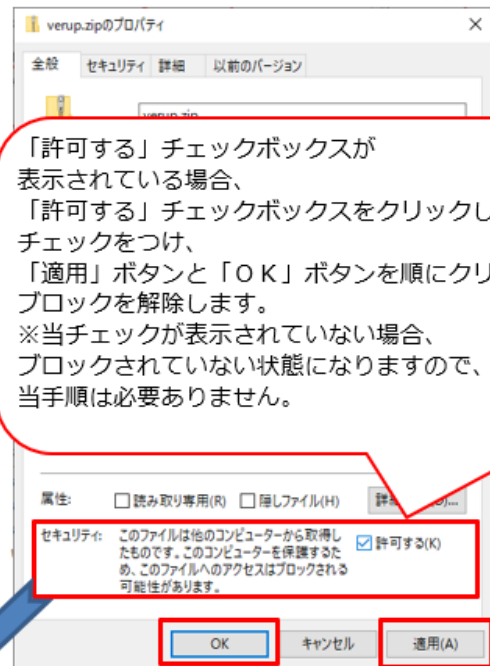 verup.zipのプロパティ
全般 セキュリティ 詳細 以前のバージョン
「許可する」チェックボックスが
表示されている場合、
「許可する」チェックボックスをクリックし
チェックをつけ、
「適用」ボタンと「ＯＫ」ボタンを順にクリ
ブロックを解除します。
※当チェックが表示されていない場合、
ブロックされていない状態になりますので、
当手順は必要ありません。
属性: 読み取り専用(R) 隠しファイル(H)
セキュリティ: このファイルは他のコンピューターから取得し 許可する(K)
たものです。このコンピューターを保護するた
め、このファイルへのアクセスはブロックされる
可能性があります。
OK キャンセル 適用(A)